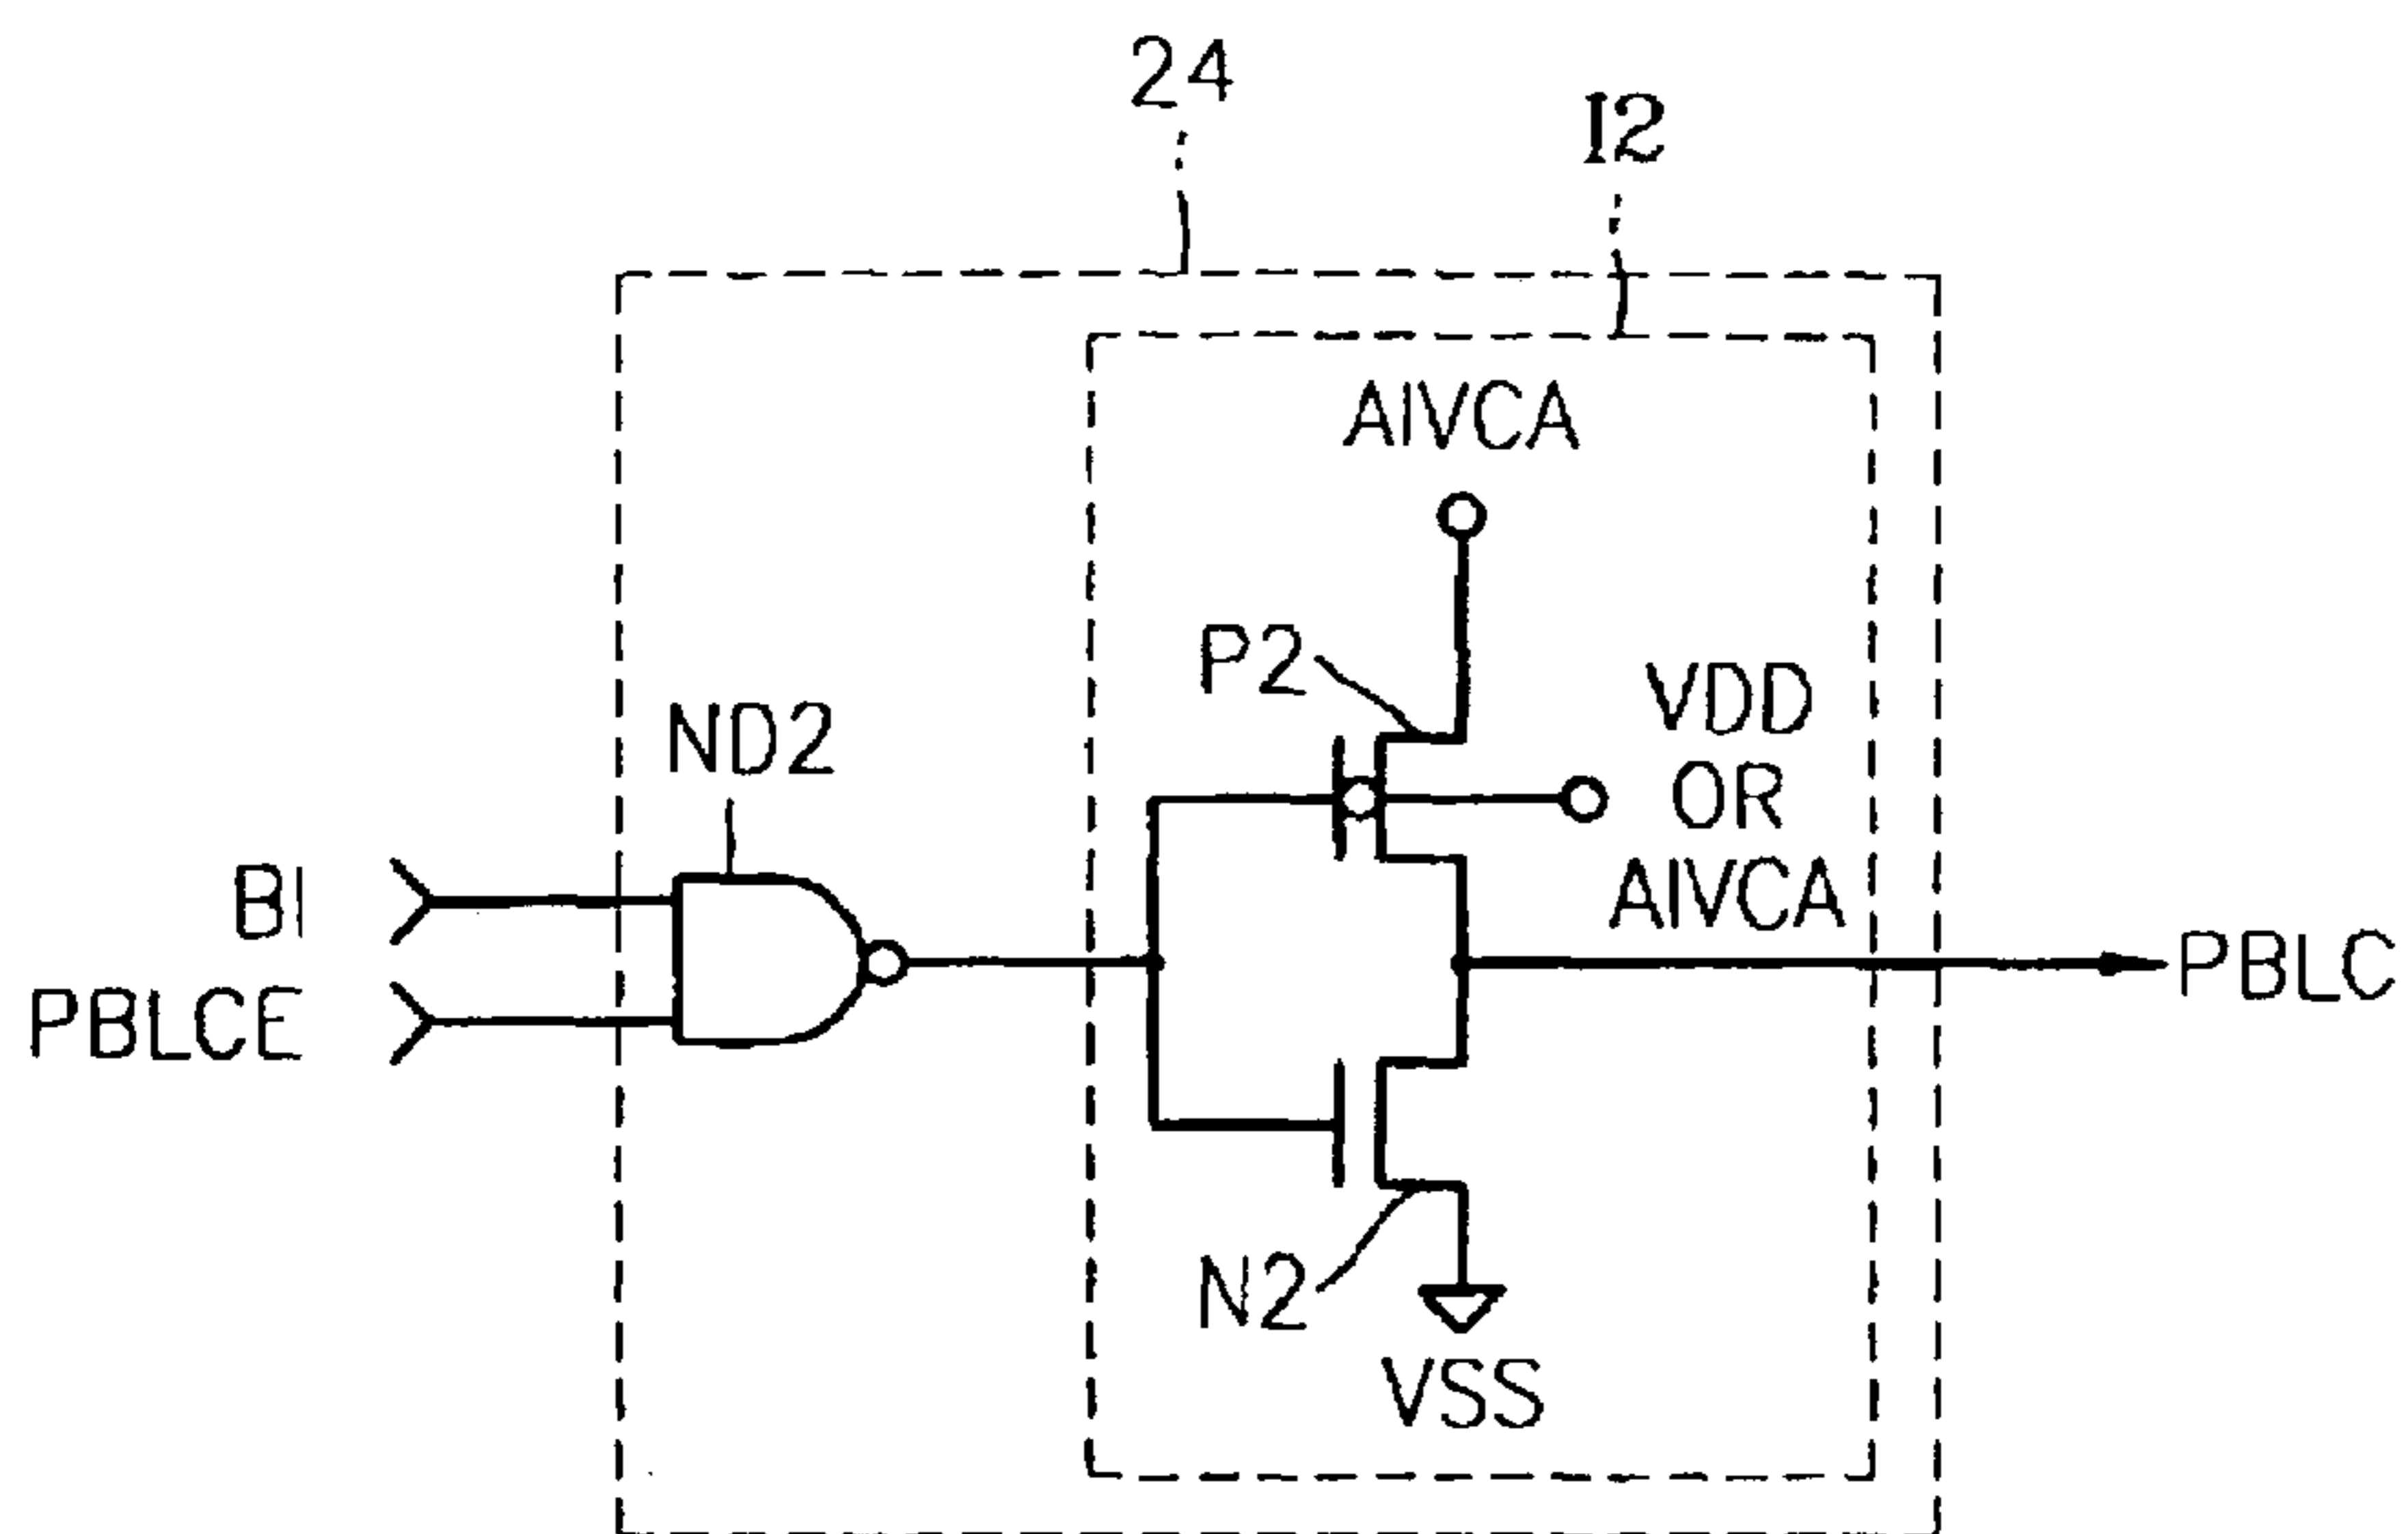 24
I2
AIVCA
P2
VDD
OR
AIVCA
ND2
BI
PBLCE
PBLC
N2
VSS